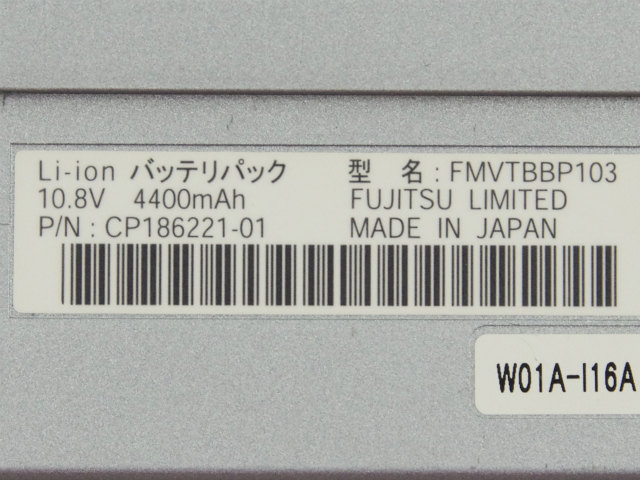 Li-ion バッテリパック 型 名 : FMVTBBP103
10.8V 4400mAh FUJITSU LIMITED
P/N : CP186221-01 MADE IN JAPAN
W01A-I16A